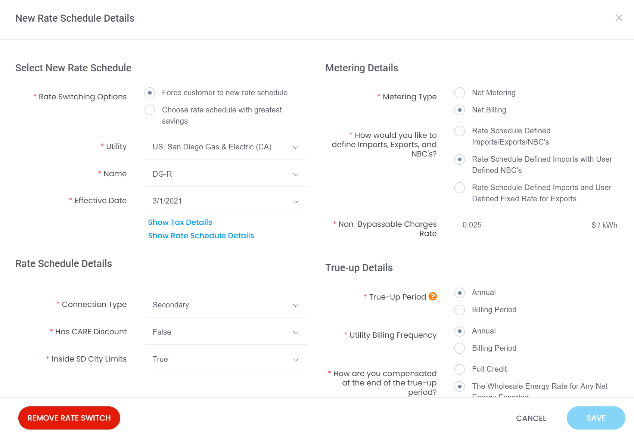 New Rate Schedule Details
Select New Rate Schedule
* Rate Switching Options
Force customer to new rate schedule
Choose rate schedule with greatest
savings
* Utility
US: San Diego Gas & Electric (CA)
* Name
DG-R
* Effective Date
3/1/2021
Show Tax Details
Show Rate Schedule Details
Rate Schedule Details
* Connection Type
Secondary
* Has CARE Discount
False
* Inside SD City Limits
True
Metering Details
* Metering Type
Net Metering
Net Billing
* How would you like to
define Imports, Exports, and
NBC's?
Rate Schedule Defined
Imports/Exports/NBC's
Rate Schedule Defined Imports with User
Defined NBC's
Rate Schedule Defined Imports and User
Defined Fixed Rate for Exports
* Non-Bypassable Charges
Rate
0.025
$ / kWh
True-up Details
* True-Up Period ?
Annual
Billing Period
* Utility Billing Frequency
Annual
Billing Period
* How are you compensated
at the end of the true-up
period?
Full Credit
The Wholesale Energy Rate for Any Net
Energy Exported
REMOVE RATE SWITCH
CANCEL
SAVE